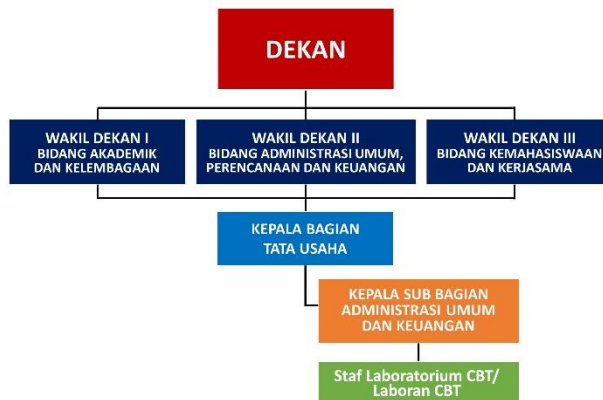 DEKAN
WAKIL DEKAN I
BIDANG AKADEMIK
DAN KELEMBAGAAN
WAKIL DEKAN II
BIDANG ADMINISTRASI UMUM,
PERENCANAAN DAN KEUANGAN
WAKIL DEKAN III
BIDANG KEMAHASISWAAN
DAN KERJASAMA
KEPALA BAGIAN
TATA USAHA
KEPALA SUB BAGIAN
ADMINISTRASI UMUM
DAN KEUANGAN
Staf Laboratorium CBT/
Laboran CBT